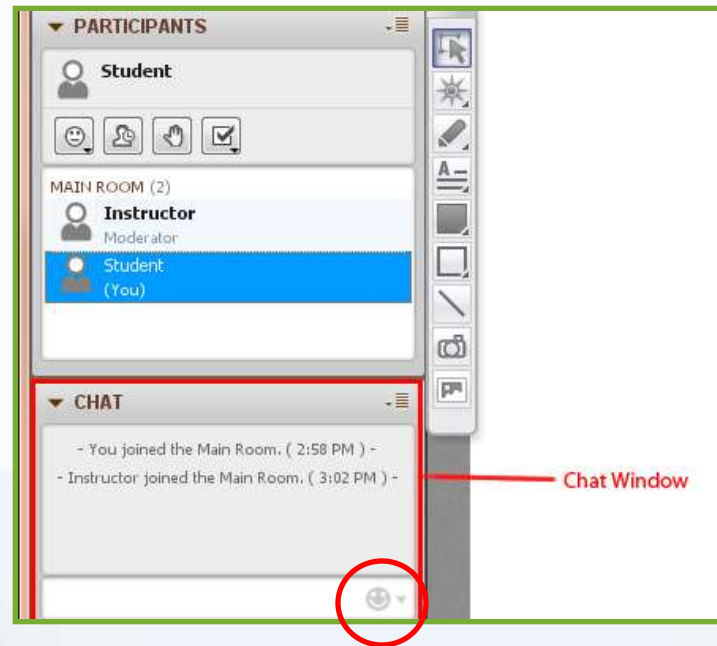 PARTICIPANTS
Student
MAIN ROOM (2)
Instructor
Moderator
Student
(You)
A
CHAT
- You joined the Main Room. ( 2:58 PM ) -
- Instructor joined the Main Room. ( 3:02 PM ) -
Chat Window